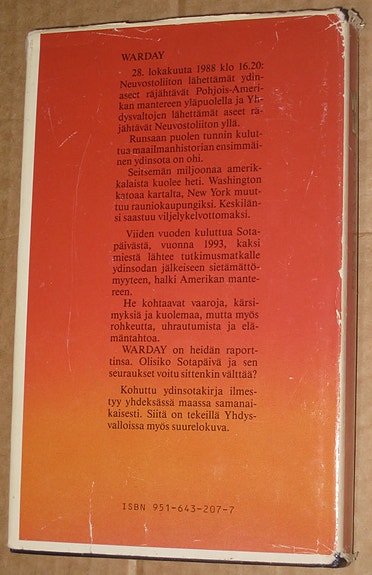 WARDAY
28. lokakuuta 1988 klo 16.20:
Neuvostoliiton lähettämät ydin-
aseet räjähtävät Pohjois-Ameri-
kan mantereen yläpuolella ja Yh-
dysvaltojen lähettämät aseet rä-
jähtävät Neuvostoliiton yllä.
Runsaan puolen tunnin kulut-
tua maailmanhistorian ensimmäi-
nen ydinsota on ohi.
Seitsemän miljoonaa amerik-
kalaista kuolee heti. Washington
katoaa kartalta, New York muut-
tuu rauniokaupungiksi. Keskilän-
si saastuu viljelykelvottomaksi.
Viiden vuoden kuluttua Sota-
päivästä, vuonna 1993, kaksi
miestä lähtee tutkimusmatkalle
ydinsodan jälkeiseen sietämättö-
myyteen, halki Amerikan mante-
reen.
He kohtaavat vaaroja, kärsi-
myksiä ja kuolemaa, mutta myös
rohkeutta, uhrautumista ja elä-
mäntahtoa.
WARDAY on heidän raport-
tinsa. Olisiko Sotapäivä ja sen
seuraukset voitu sittenkin välttää?
Kohuttu ydinsotakirja ilmes-
tyy yhdeksässä maassa samanai-
kaisesti. Siitä on tekeillä Yhdys-
valloissa myös suurelokuva.
ISBN 951-643-207-7